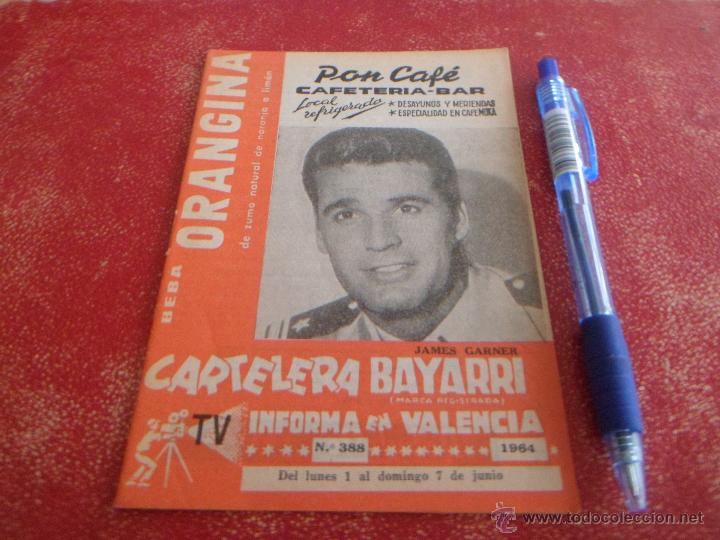 BEBA ORANGINA
de zumo natural de naranja o limón
Pon Café
CAFETERIA-BAR
Local refrigerado
* DESAYUNOS Y MERIENDAS
* ESPECIALIDAD EN CAFE MOKA
JAMES GARNER
CARTELERA BAYARRI
(MARCA REGISTRADA)
TV
INFORMA EN VALENCIA
N.º 388
1964
Del lunes 1 al domingo 7 de junio
© www.todocoleccion.net